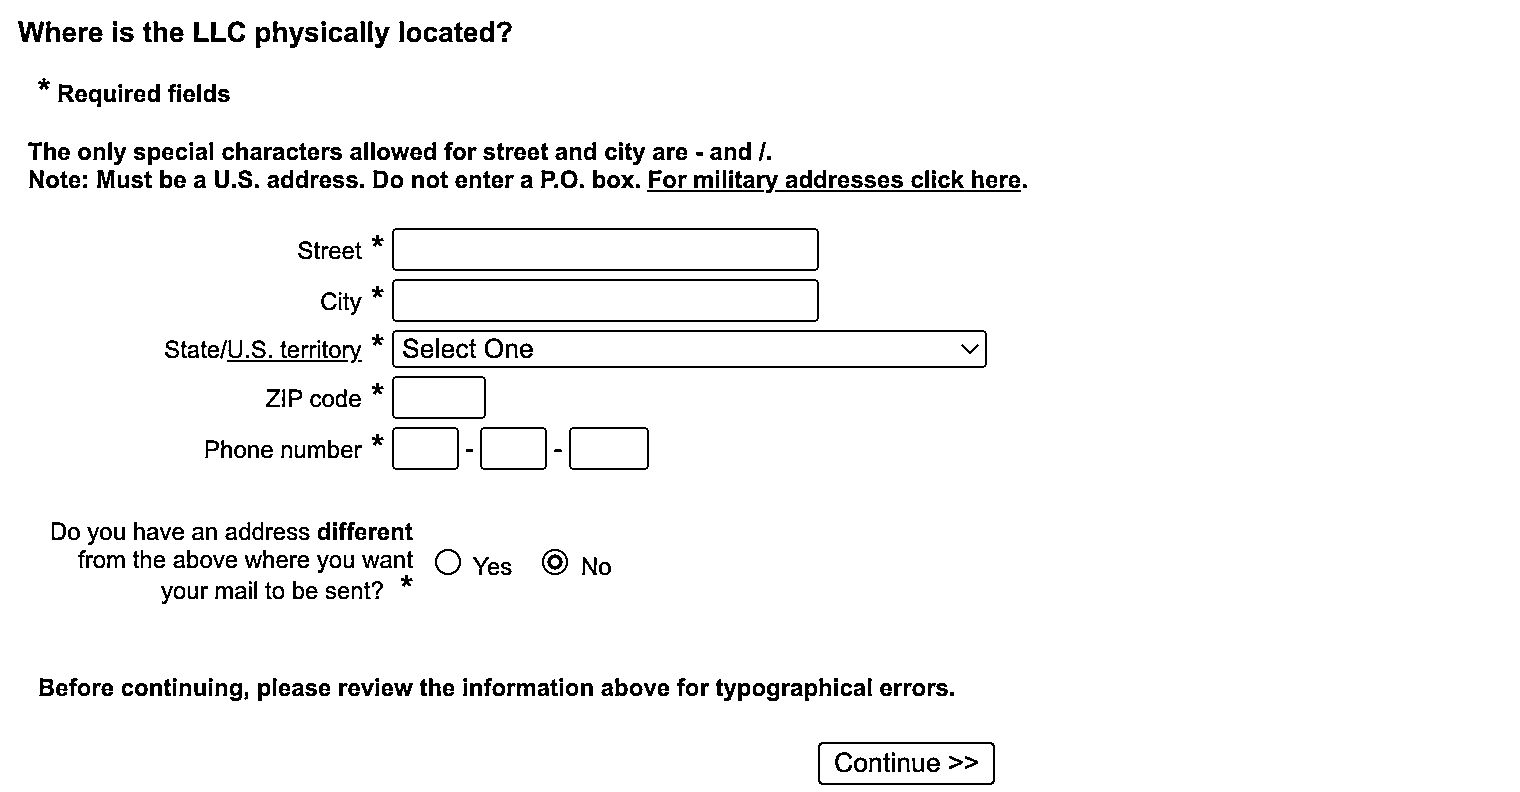 Where is the LLC physically located?
* Required fields
The only special characters allowed for street and city are - and /.
Note: Must be a U.S. address. Do not enter a P.O. box. For military addresses click here.
Street *
City *
State/U.S. territory * Select One
ZIP code *
Phone number * - -
Do you have an address different
from the above where you want
your mail to be sent? *
Yes No
Before continuing, please review the information above for typographical errors.
Continue >>